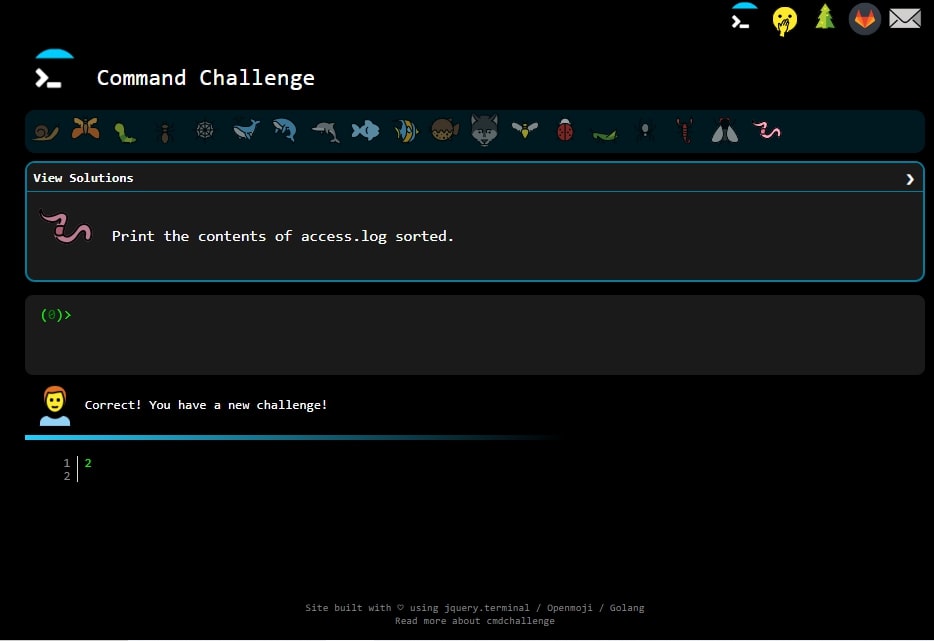 Command Challenge
View Solutions
Print the contents of access.log sorted.
(0)>
Correct! You have a new challenge!
1 2
2
Site built with ♡ using jquery.terminal / Openmoji / Golang
Read more about cmdchallenge